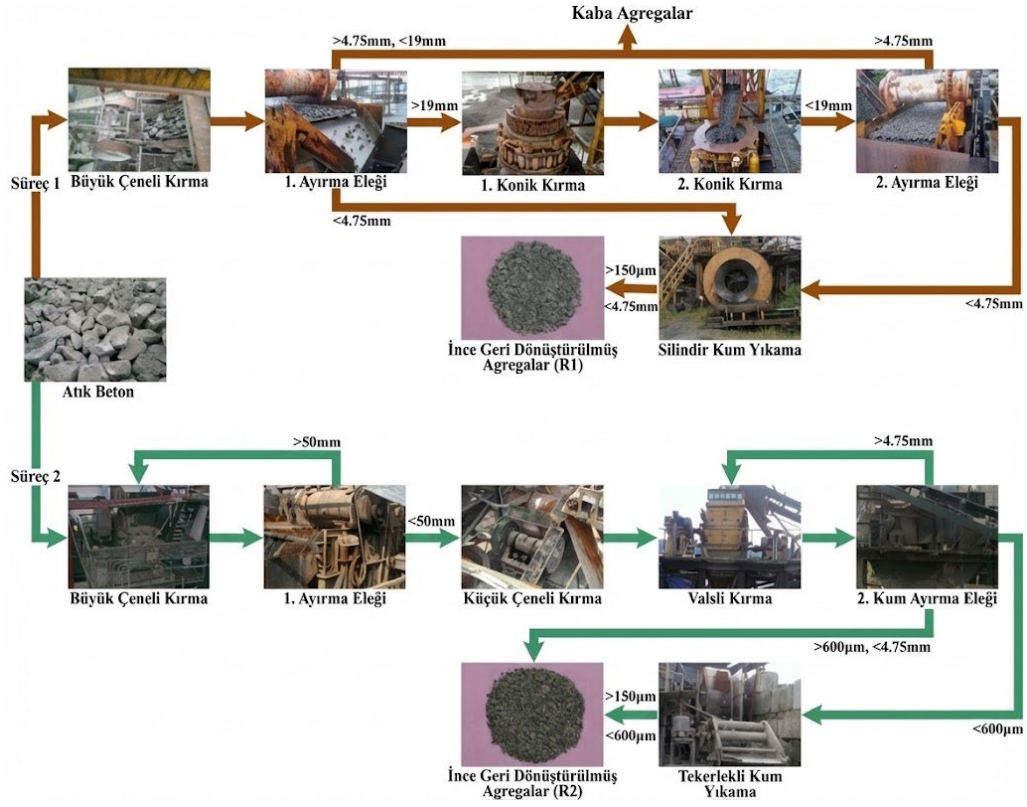 Kaba Agregalar
>4.75mm, <19mm
>4.75mm
>19mm
<19mm
Süreç 1
Büyük Çeneli Kırma
1. Ayırma Eleği
1. Konik Kırma
2. Konik Kırma
2. Ayırma Eleği
<4.75mm
>150µm
<4.75mm
<4.75mm
İnce Geri Dönüştürülmüş
Agregalar (R1)
Silindir Kum Yıkama
Atık Beton
>50mm
>4.75mm
Süreç 2
<50mm
Büyük Çeneli Kırma
1. Ayırma Eleği
Küçük Çeneli Kırma
Valsli Kırma
2. Kum Ayırma Eleği
>600µm, <4.75mm
>150µm
<600µm
<600µm
İnce Geri Dönüştürülmüş
Agregalar (R2)
Tekerlekli Kum
Yıkama